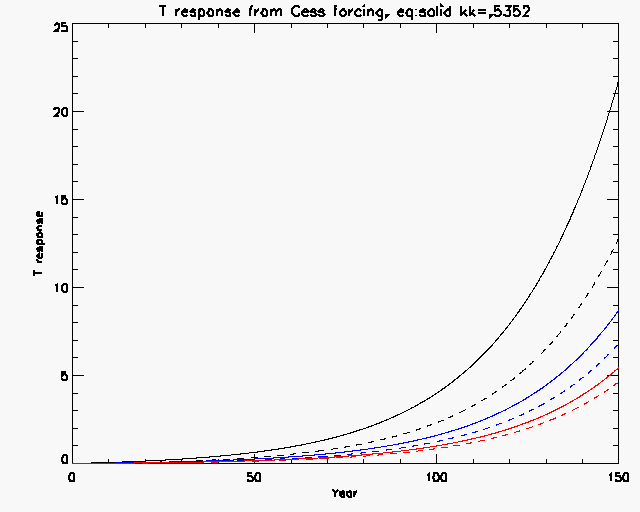 T response from Cess forcing, eq:solid kk=,5352
25
20
15
10
5
0
T response
0 50 100 150
Year